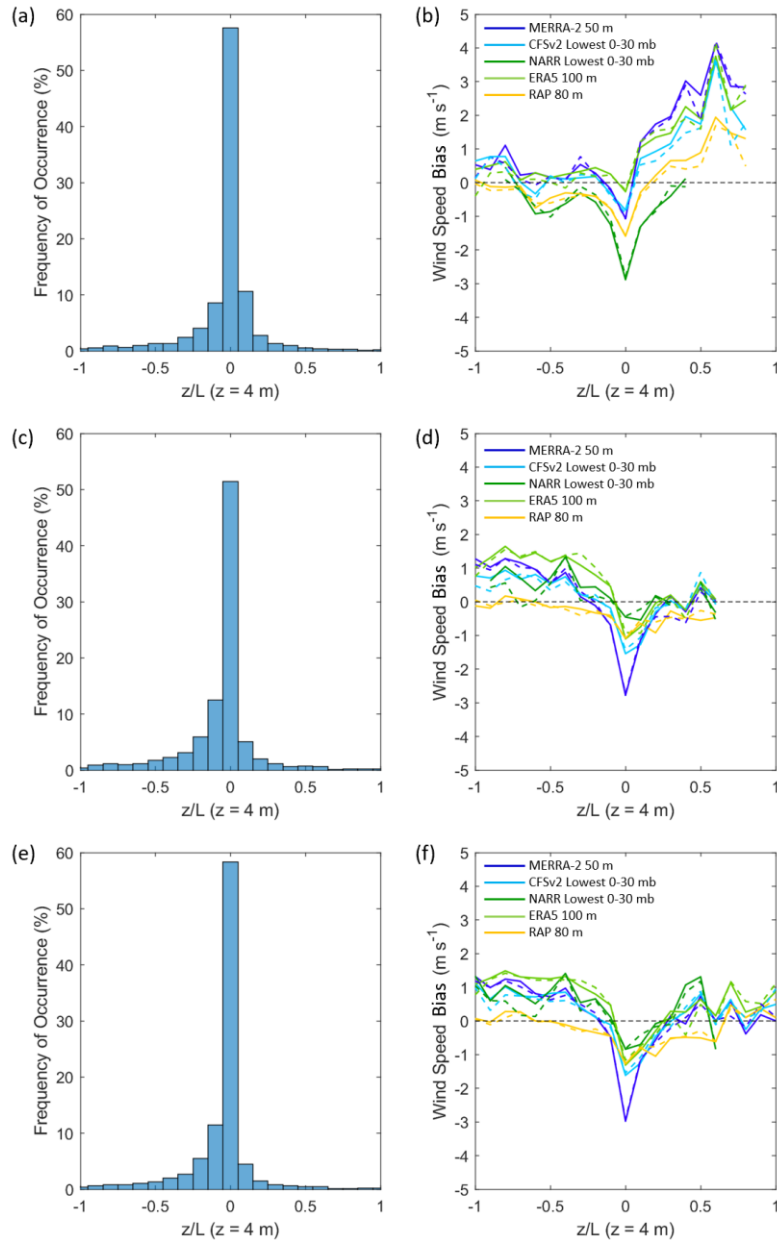 (a)
60
50
40
30
20
10
0
Frequency of Occurrence (%)
-1
-0.5
0
0.5
1
z/L (z = 4 m)
(b)
5
4
3
2
1
0
-1
-2
-3
-4
-5
Wind Speed Bias (m s⁻¹)
MERRA-2 50 m
CFSv2 Lowest 0-30 mb
NARR Lowest 0-30 mb
ERA5 100 m
RAP 80 m
-1
-0.5
0
0.5
1
z/L (z = 4 m)
(c)
60
50
40
30
20
10
0
Frequency of Occurrence (%)
-1
-0.5
0
0.5
1
z/L (z = 4 m)
(d)
5
4
3
2
1
0
-1
-2
-3
-4
-5
Wind Speed Bias (m s⁻¹)
MERRA-2 50 m
CFSv2 Lowest 0-30 mb
NARR Lowest 0-30 mb
ERA5 100 m
RAP 80 m
-1
-0.5
0
0.5
1
z/L (z = 4 m)
(e)
60
50
40
30
20
10
0
Frequency of Occurrence (%)
-1
-0.5
0
0.5
1
z/L (z = 4 m)
(f)
5
4
3
2
1
0
-1
-2
-3
-4
-5
Wind Speed Bias (m s⁻¹)
MERRA-2 50 m
CFSv2 Lowest 0-30 mb
NARR Lowest 0-30 mb
ERA5 100 m
RAP 80 m
-1
-0.5
0
0.5
1
z/L (z = 4 m)